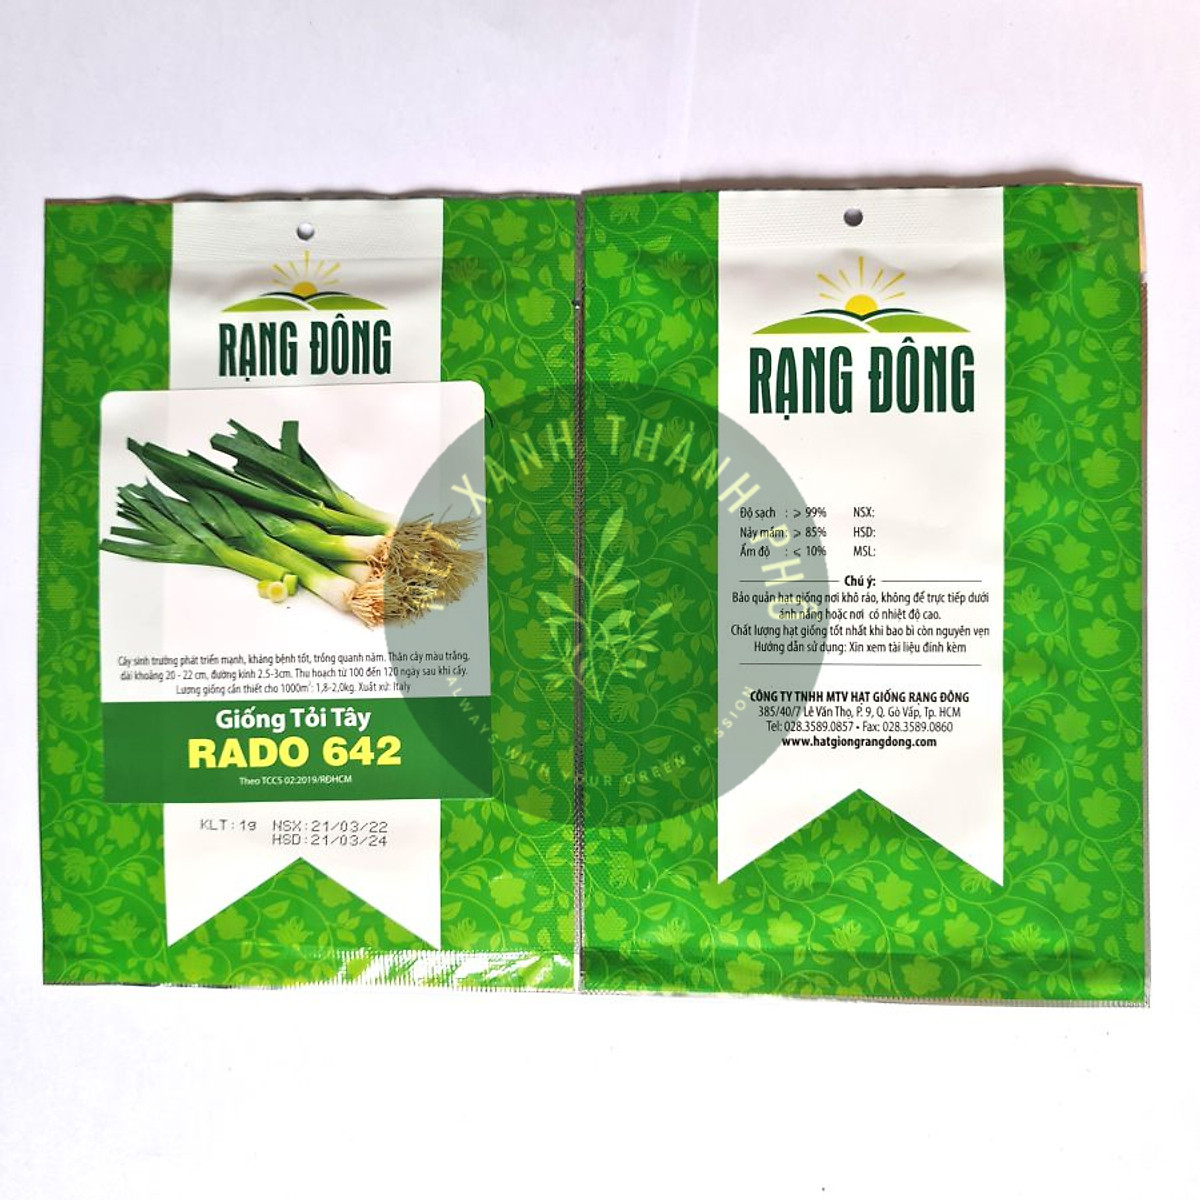 RẠNG ĐÔNG
Cây sinh trưởng phát triển mạnh, kháng bệnh tốt, trồng quanh năm. Thân cây màu trắng,
dài khoảng 20 - 22 cm, đường kính 2.5-3cm. Thu hoạch từ 100 đến 120 ngày sau khi cấy.
Lượng giống cần thiết cho 1000m²: 1,8-2,0kg. Xuất xứ: Italy
Giống Tỏi Tây
RADO 642
Theo TCCS 02:2019/RĐHCM
KLT:1g NSX:21/03/22
HSD:21/03/24
RẠNG ĐÔNG
Độ sạch : ⩾ 99% NSX:
Nảy mầm: > 85% HSD:
Ẩm độ : ⩽ 10% MSL:
Chú ý:
Bảo quản hạt giống nơi khô ráo, không để trực tiếp dưới
ánh nắng hoặc nơi có nhiệt độ cao.
Chất lượng hạt giống tốt nhất khi bao bì còn nguyên vẹn
Hướng dẫn sử dụng: Xin xem tài liệu đính kèm
CÔNG TY TNHH MTV HẠT GIỐNG RẠNG ĐÔNG
385/40/7 Lê Văn Thọ, P. 9, Q. Gò Vấp, Tp. HCM
Tel: 028.3589.0857 • Fax: 028.3589.0860
www.hatgiongrangdong.com
XANH THÀNH PHỐ
ALWAYS WITH YOUR GREEN PASSION